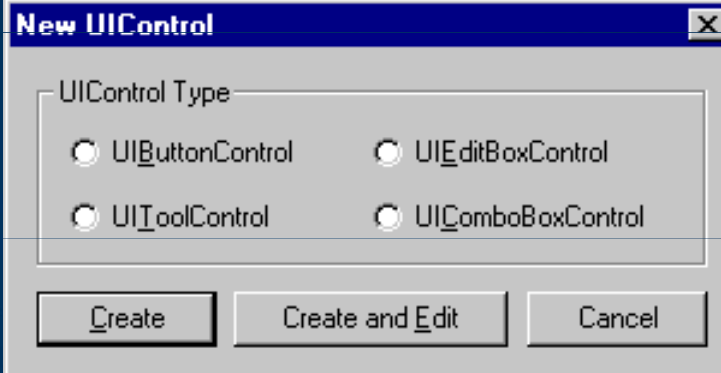 New UIControl
UIControl Type
UIButtonControl UIEditBoxControl
UIToolControl UIComboBoxControl
Create Create and Edit Cancel